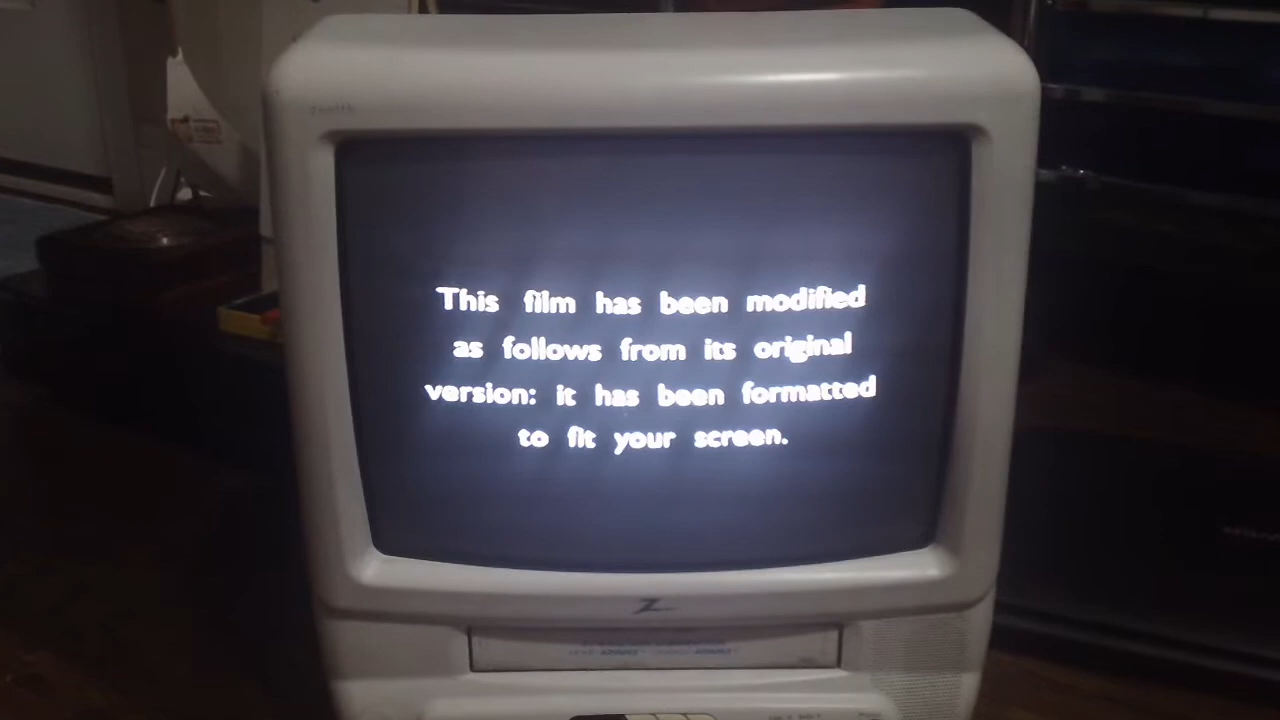 This film has been modified
as follows from its original
version: it has been formatted
to fit your screen.